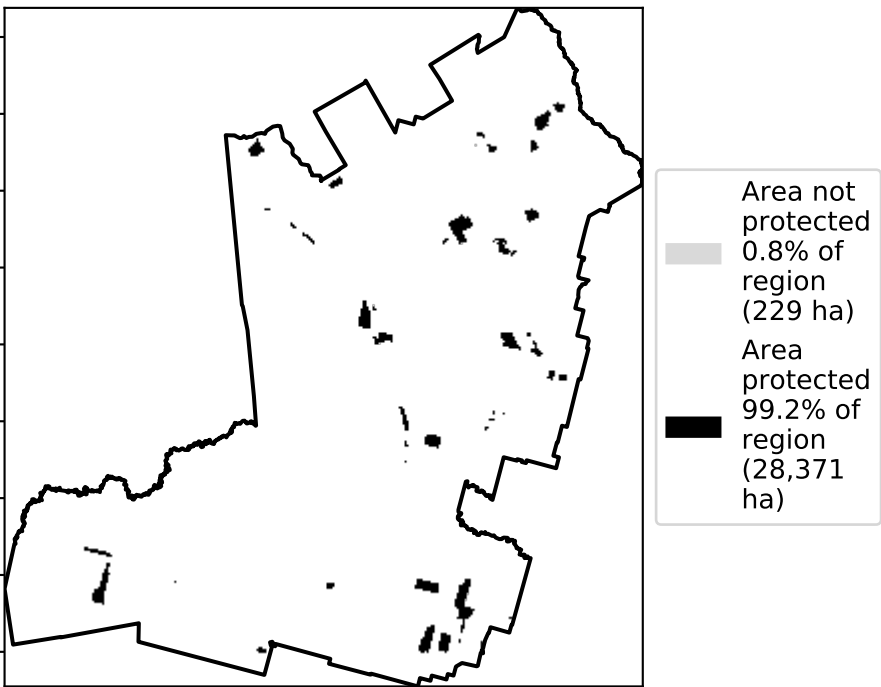 Area not
protected
0.8% of
region
(229 ha)
Area
protected
99.2% of
region
(28,371
ha)